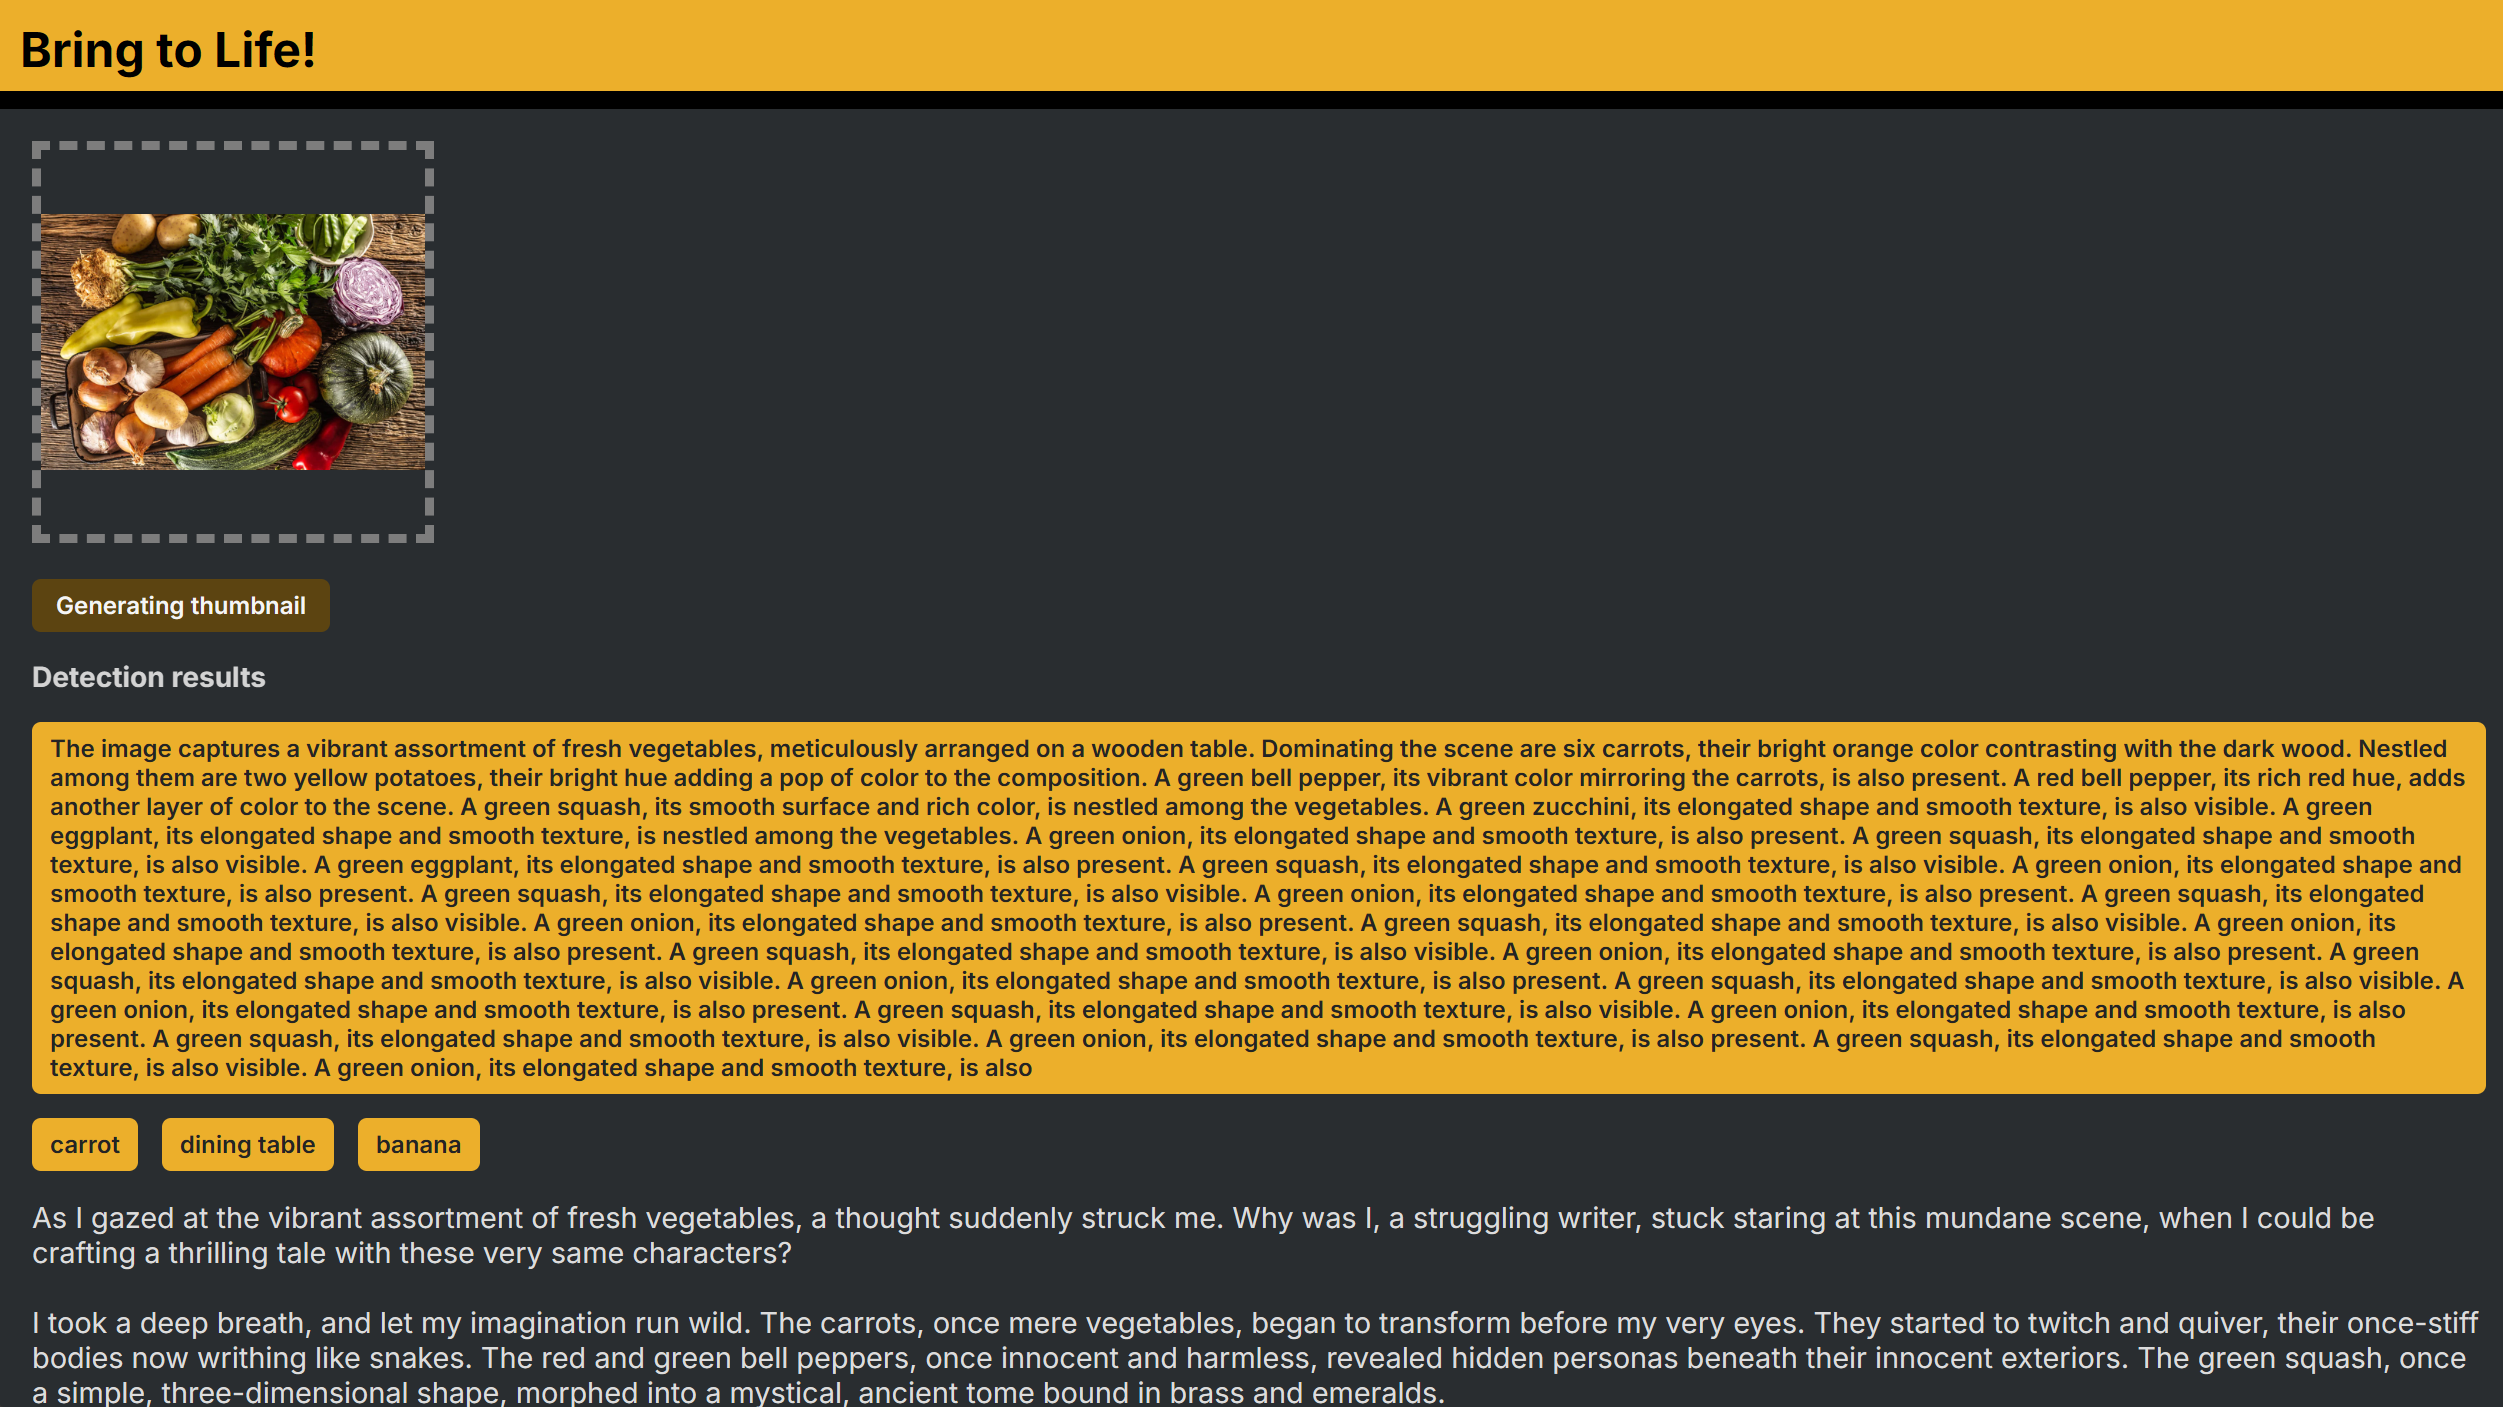 Bring to Life!
Generating thumbnail
Detection results
The image captures a vibrant assortment of fresh vegetables, meticulously arranged on a wooden table. Dominating the scene are six carrots, their bright orange color contrasting with the dark wood. Nestled
among them are two yellow potatoes, their bright hue adding a pop of color to the composition. A green bell pepper, its vibrant color mirroring the carrots, is also present. A red bell pepper, its rich red hue, adds
another layer of color to the scene. A green squash, its smooth surface and rich color, is nestled among the vegetables. A green zucchini, its elongated shape and smooth texture, is also visible. A green
eggplant, its elongated shape and smooth texture, is nestled among the vegetables. A green onion, its elongated shape and smooth texture, is also present. A green squash, its elongated shape and smooth
texture, is also visible. A green eggplant, its elongated shape and smooth texture, is also present. A green squash, its elongated shape and smooth texture, is also visible. A green onion, its elongated shape and
smooth texture, is also present. A green squash, its elongated shape and smooth texture, is also visible. A green onion, its elongated shape and smooth texture, is also present. A green squash, its elongated
shape and smooth texture, is also visible. A green onion, its elongated shape and smooth texture, is also present. A green squash, its elongated shape and smooth texture, is also visible. A green onion, its
elongated shape and smooth texture, is also present. A green squash, its elongated shape and smooth texture, is also visible. A green onion, its elongated shape and smooth texture, is also present. A green
squash, its elongated shape and smooth texture, is also visible. A green onion, its elongated shape and smooth texture, is also present. A green squash, its elongated shape and smooth texture, is also visible. A
green onion, its elongated shape and smooth texture, is also present. A green squash, its elongated shape and smooth texture, is also visible. A green onion, its elongated shape and smooth texture, is also
present. A green squash, its elongated shape and smooth texture, is also visible. A green onion, its elongated shape and smooth texture, is also present. A green squash, its elongated shape and smooth
texture, is also visible. A green onion, its elongated shape and smooth texture, is also
carrot
dining table
banana
As I gazed at the vibrant assortment of fresh vegetables, a thought suddenly struck me. Why was I, a struggling writer, stuck staring at this mundane scene, when I could be
crafting a thrilling tale with these very same characters?
I took a deep breath, and let my imagination run wild. The carrots, once mere vegetables, began to transform before my very eyes. They started to twitch and quiver, their once-stiff
bodies now writhing like snakes. The red and green bell peppers, once innocent and harmless, revealed hidden personas beneath their innocent exteriors. The green squash, once
a simple, three-dimensional shape, morphed into a mystical, ancient tome bound in brass and emeralds.